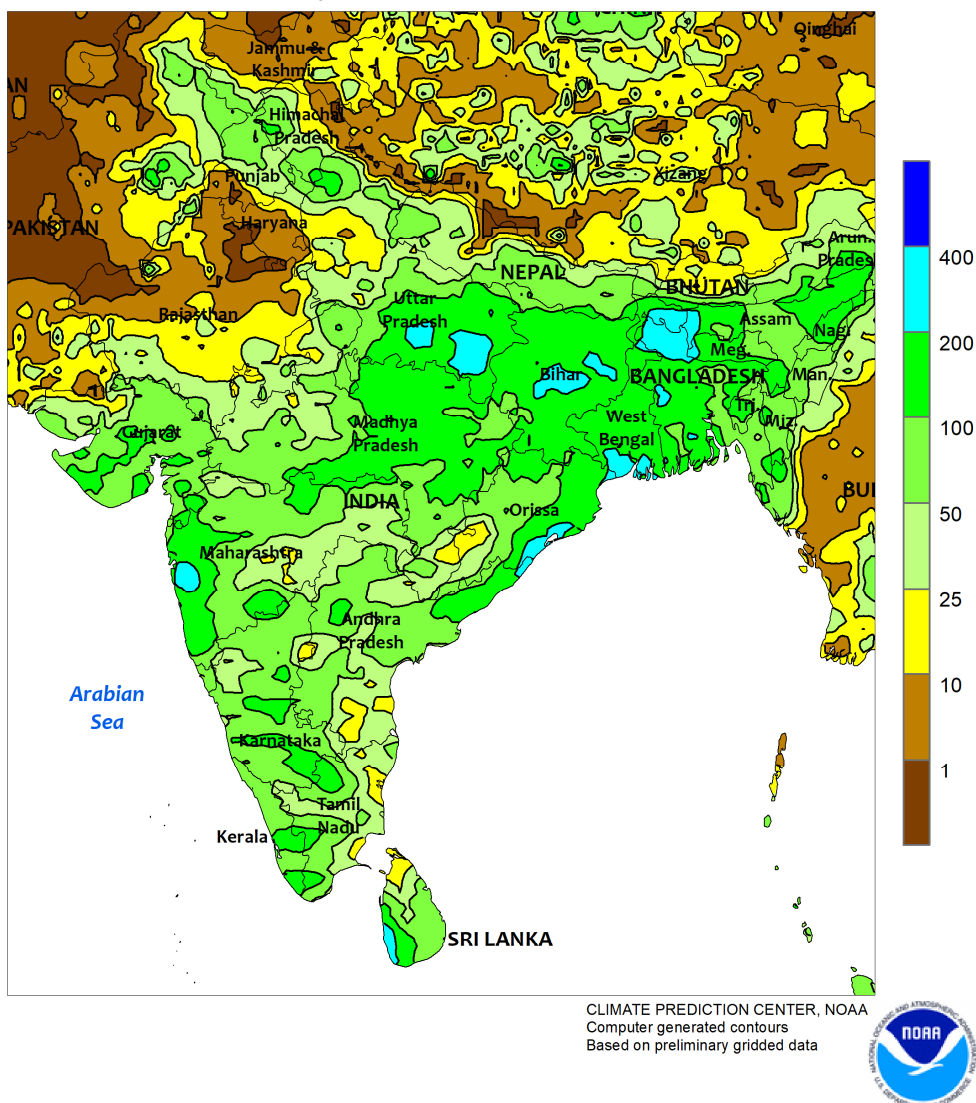 Qinghai
Jammu &
Kashmir
AN
Himachal
Pradesh
Punjab
Xizang
Haryana
PAKISTAN
Arun.
Prades
NEPAL
BHUTAN
Uttar
Pradesh
Rajasthan
Assam
Nag.
Meg.
Bihar
BANGLADESH
Man.
Tri.
Miz.
West
Bengal
Gujarat
Madhya
Pradesh
INDIA
BU
Orissa
Maharashtra
Andhra
Pradesh
Arabian
Sea
Karnataka
Tamil
Nadu
Kerala
SRI LANKA
400
200
100
50
25
10
1
CLIMATE PREDICTION CENTER, NOAA
Computer generated contours
Based on preliminary gridded data
NOAA